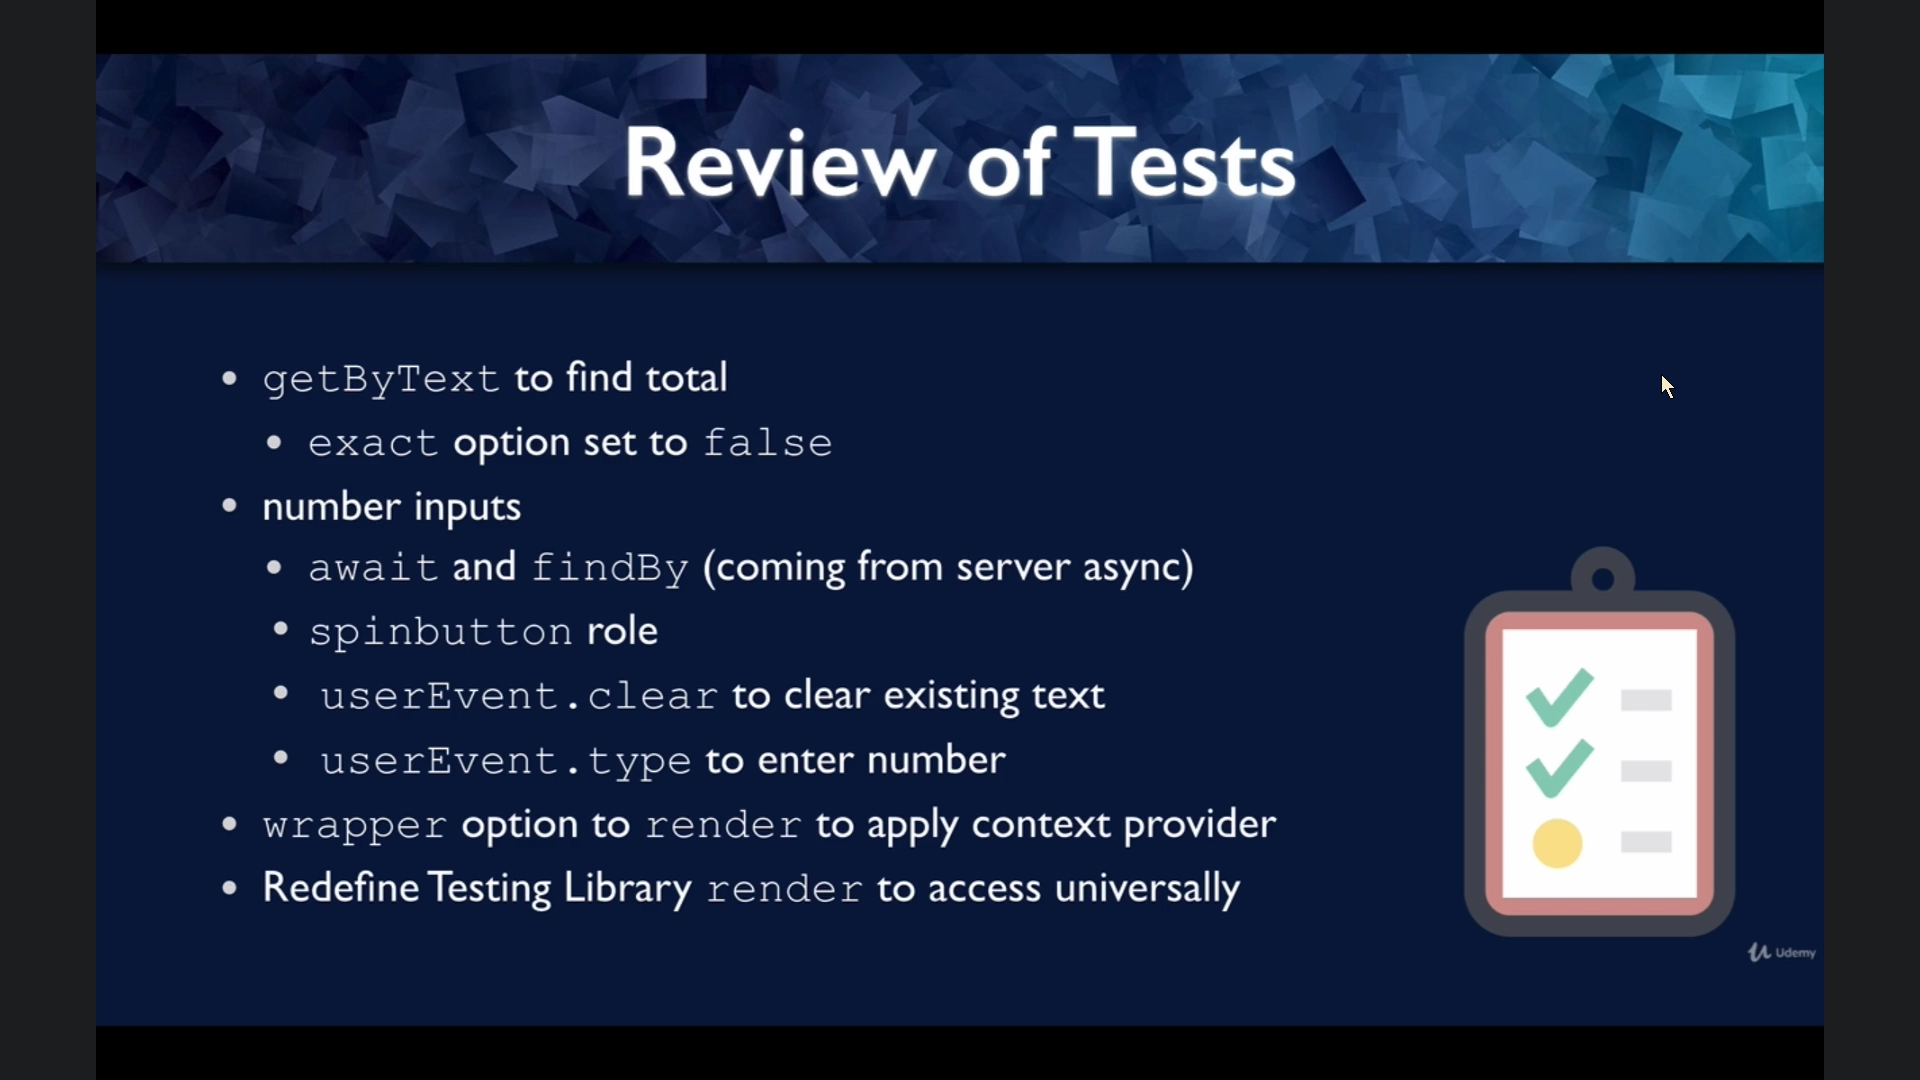 Review of Tests
• getByText to find total
• exact option set to false
• number inputs
• await and findBy (coming from server async)
• spinbutton role
• userEvent.clear to clear existing text
• userEvent.type to enter number
• wrapper option to render to apply context provider
• Redefine Testing Library render to access universally
Udemy